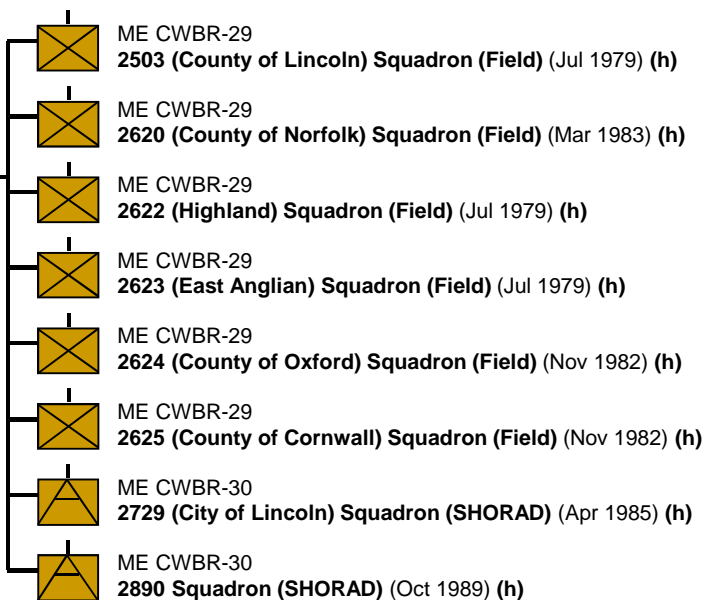 ME CWBR-29
2503 (County of Lincoln) Squadron (Field) (Jul 1979) (h)
ME CWBR-29
2620 (County of Norfolk) Squadron (Field) (Mar 1983) (h)
ME CWBR-29
2622 (Highland) Squadron (Field) (Jul 1979) (h)
ME CWBR-29
2623 (East Anglian) Squadron (Field) (Jul 1979) (h)
ME CWBR-29
2624 (County of Oxford) Squadron (Field) (Nov 1982) (h)
ME CWBR-29
2625 (County of Cornwall) Squadron (Field) (Nov 1982) (h)
ME CWBR-30
2729 (City of Lincoln) Squadron (SHORAD) (Apr 1985) (h)
ME CWBR-30
2890 Squadron (SHORAD) (Oct 1989) (h)